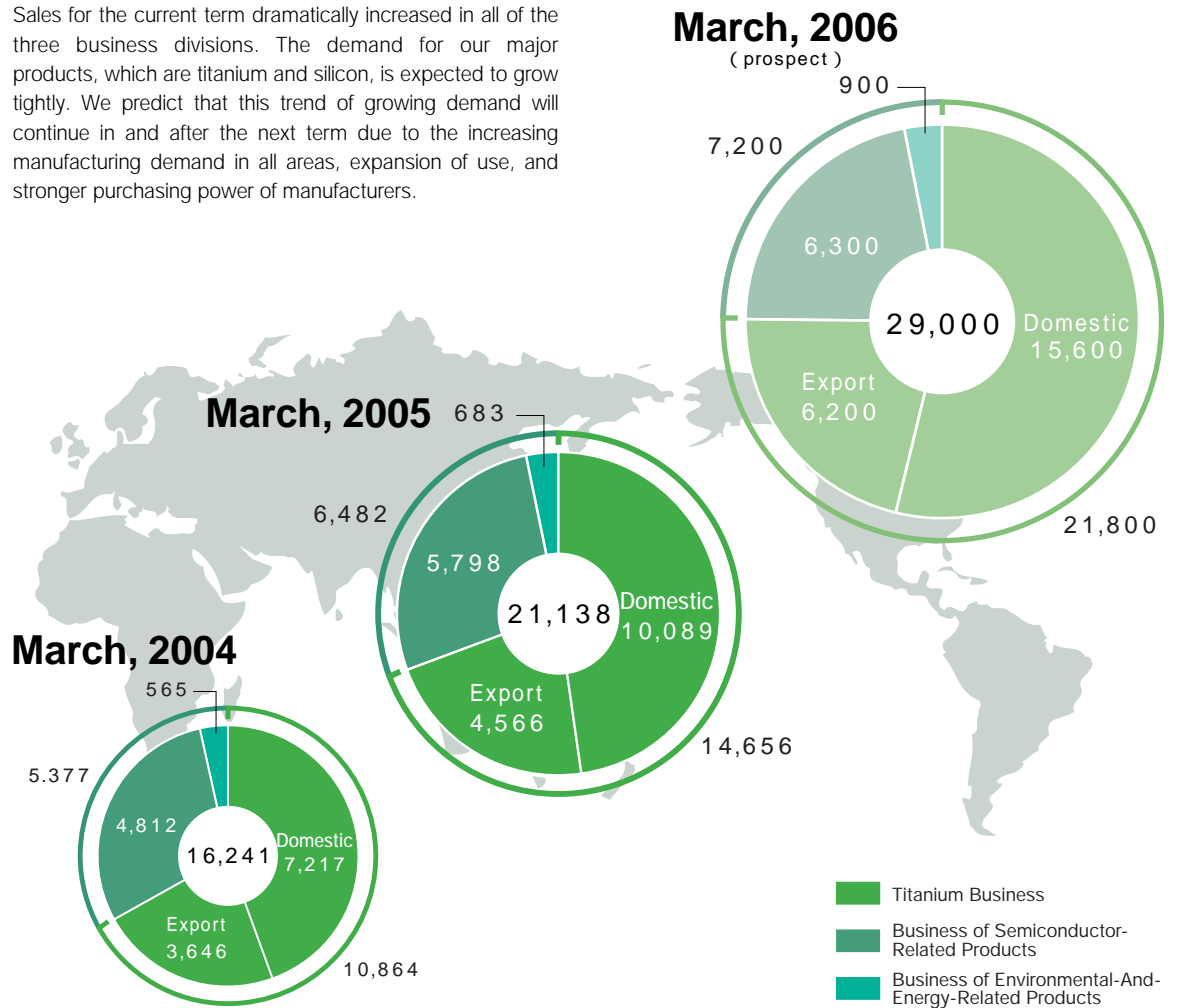 Sales for the current term dramatically increased in all of the
three business divisions. The demand for our major
products, which are titanium and silicon, is expected to grow
tightly. We predict that this trend of growing demand will
continue in and after the next term due to the increasing
manufacturing demand in all areas, expansion of use, and
stronger purchasing power of manufacturers.
March, 2006
(prospect)
900
7,200
6,300
29,000
Domestic
15,600
Export
6,200
21,800
March, 2005
683
6,482
5,798
21,138
Domestic
10,089
Export
4,566
14,656
March, 2004
565
5.377
4,812
16,241
Domestic
7,217
Export
3,646
10,864
Titanium Business
Business of Semiconductor-
Related Products
Business of Environmental-And-
Energy-Related Products